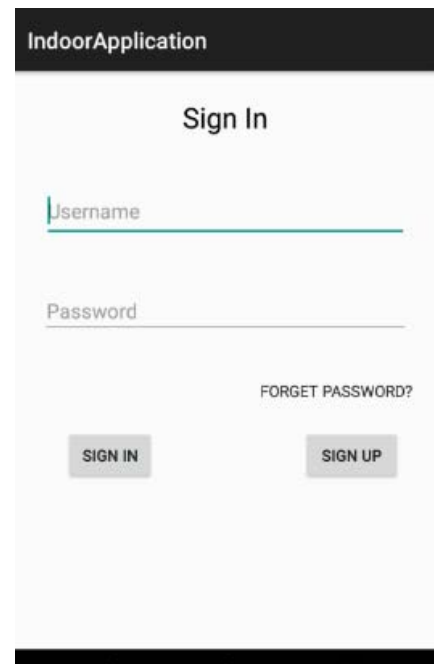 IndoorApplication
Sign In
Username
Password
FORGET PASSWORD?
SIGN IN SIGN UP